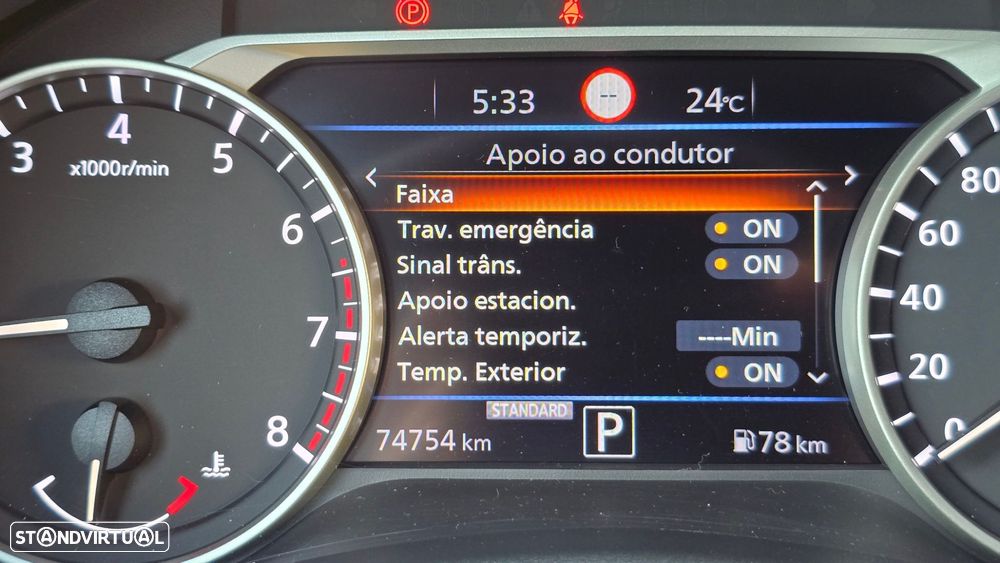 P
5:33 -- 24°C
< Apoio ao condutor >
Faixa
Trav. emergência ON
Sinal trâns. ON
Apoio estacion.
Alerta temporiz. ----Min
Temp. Exterior ON
STANDARD
74754 km P 78 km
3 4 5 6 7 8
x1000r/min
80 60 40 20 0
STANDVIRTUAL